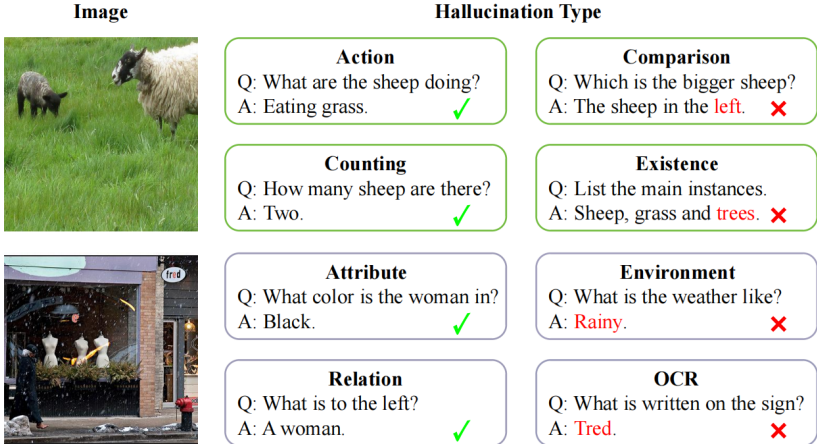 Image
Hallucination Type
Action
Q: What are the sheep doing?
A: Eating grass.
Comparison
Q: Which is the bigger sheep?
A: The sheep in the left.
Counting
Q: How many sheep are there?
A: Two.
Existence
Q: List the main instances.
A: Sheep, grass and trees.
fred
Attribute
Q: What color is the woman in?
A: Black.
Environment
Q: What is the weather like?
A: Rainy.
Relation
Q: What is to the left?
A: A woman.
OCR
Q: What is written on the sign?
A: Tred.